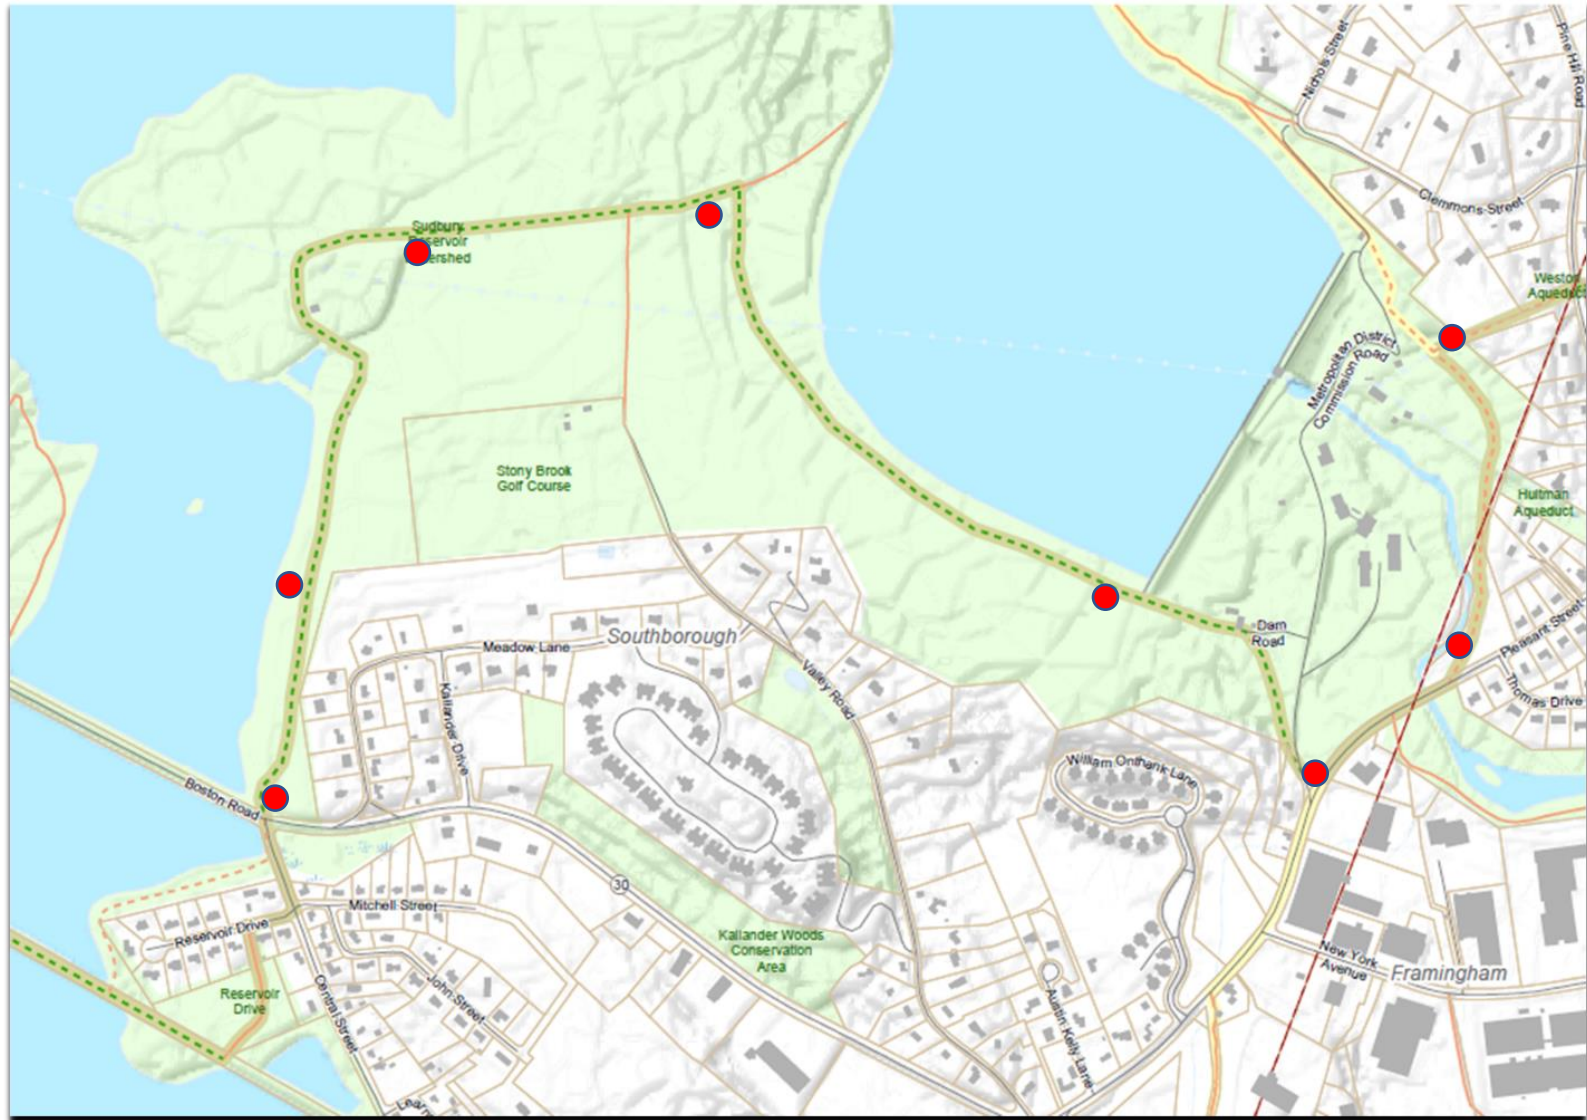 Nichols Street
Pine Hill Road
Clemmons Street
Sudbury
Reservoir
ershed
Weston
Aqueduct
Metropolitan District
Commission Road
Stony Brook
Golf Course
Hultman
Aqueduct
Dam
Road
Pleasant Street
Thomas Drive
Southborough
Meadow Lane
Kallander Drive
Valley Road
William Onthank Lane
Boston Road
30
Mitchell Street
Reservoir Drive
Kallander Woods
Conservation
Area
New York
Avenue
Framingham
Reservoir
Drive
Central Street
John Street
Austin Kelly Lane